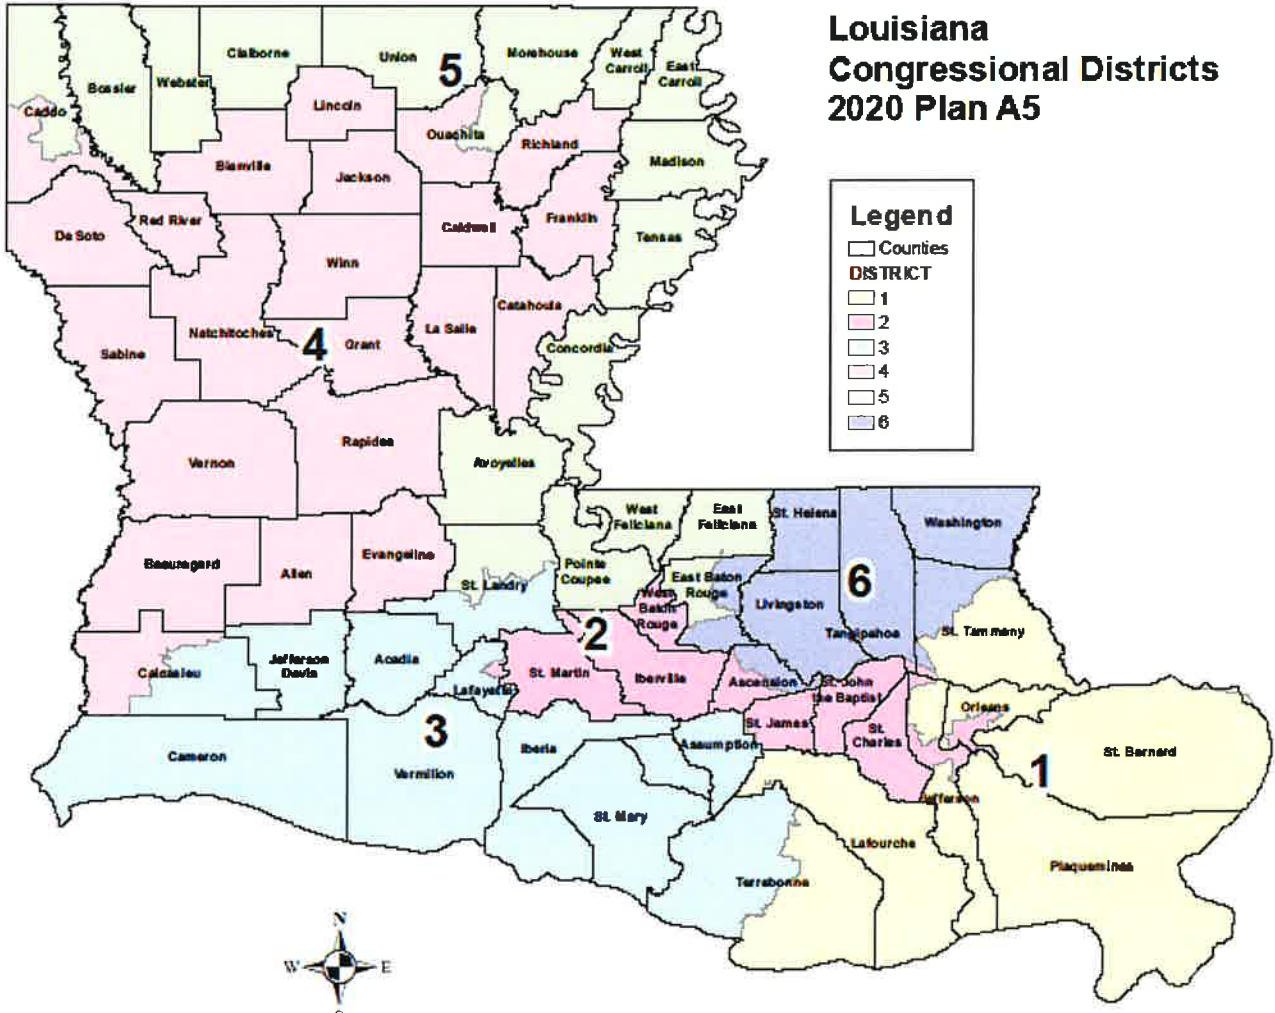 Louisiana
Congressional Districts
2020 Plan A5
Legend
Counties
DISTRICT
1
2
3
4
5
6
Claiborne
Union
5
Morehouse
West
Carroll
East
Carroll
Bossier
Webster
Caddo
Lincoln
Ouachita
Richland
Madison
Bienville
Jackson
De Soto
Red River
Caldwell
Franklin
Tensas
Winn
Natchitoches
4
Grant
La Salle
Catahoula
Sabine
Concordia
Vernon
Rapides
Avoyelles
West
Feliciana
East
Feliciana
St. Helena
Washington
Beauregard
Allen
Evangeline
St. Landry
Pointe
Coupee
East Baton
Rouge
West
Baton
Rouge
6
Livingston
Tangipahoa
St. Tammany
2
Calcasieu
Jefferson
Davis
Acadia
Lafayette
St. Martin
Iberville
Ascension
St. John
the Baptist
St. James
St.
Charles
Orleans
St. Bernard
1
Cameron
3
Vermilion
Iberia
Assumption
St. Mary
Jefferson
Lafourche
Plaquemines
Terrebonne
N
W
E